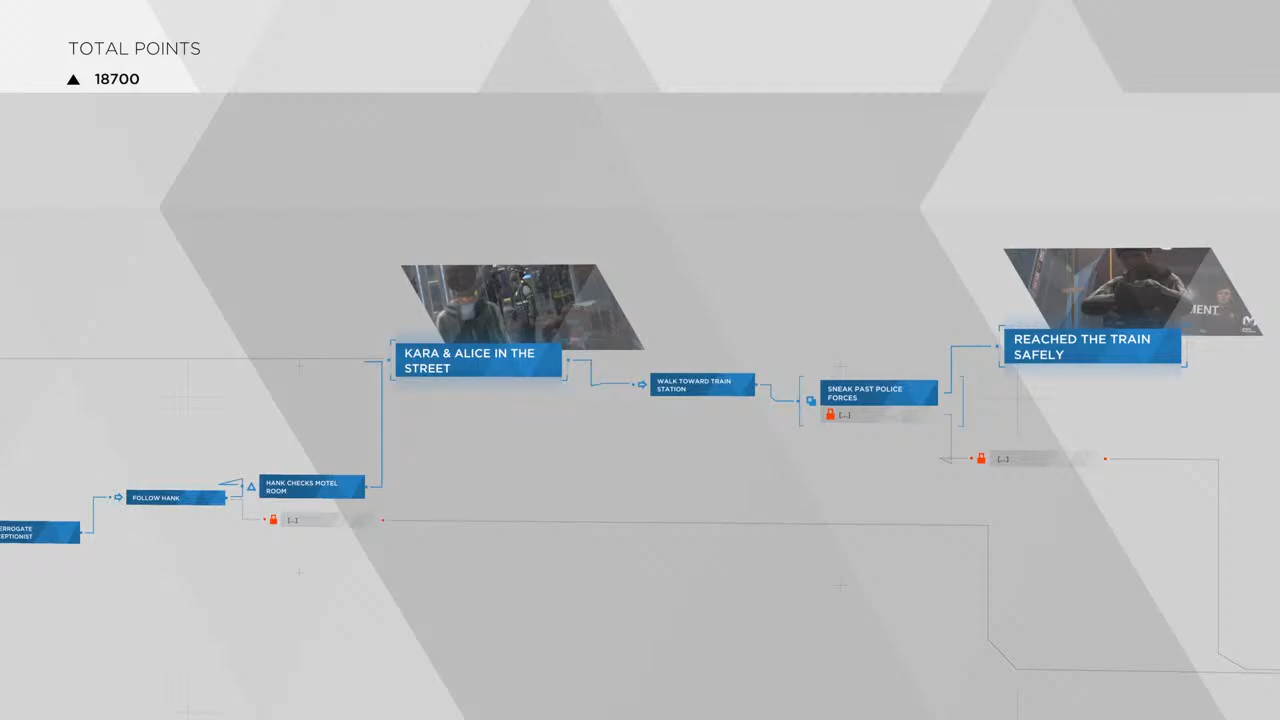 TOTAL POINTS
18700
KARA & ALICE IN THE
STREET
WALK TOWARD TRAIN
STATION
SNEAK PAST POLICE
FORCES
[...]
REACHED THE TRAIN
SAFELY
[...]
HANK CHECKS MOTEL
ROOM
[...]
FOLLOW HANK
ERROGATE
EPTIONIST
MENT